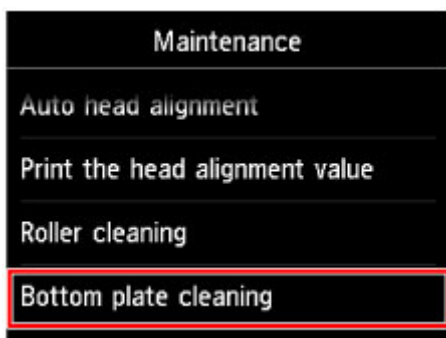 Maintenance
Auto head alignment
Print the head alignment value
Roller cleaning
Bottom plate cleaning